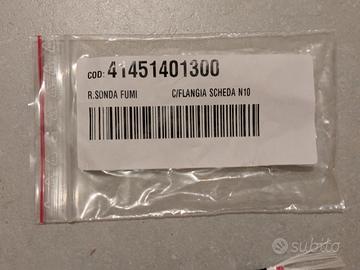 COD: 41451401300
R.SONDA FUMI C/FLANGIA SCHEDA N10
subito